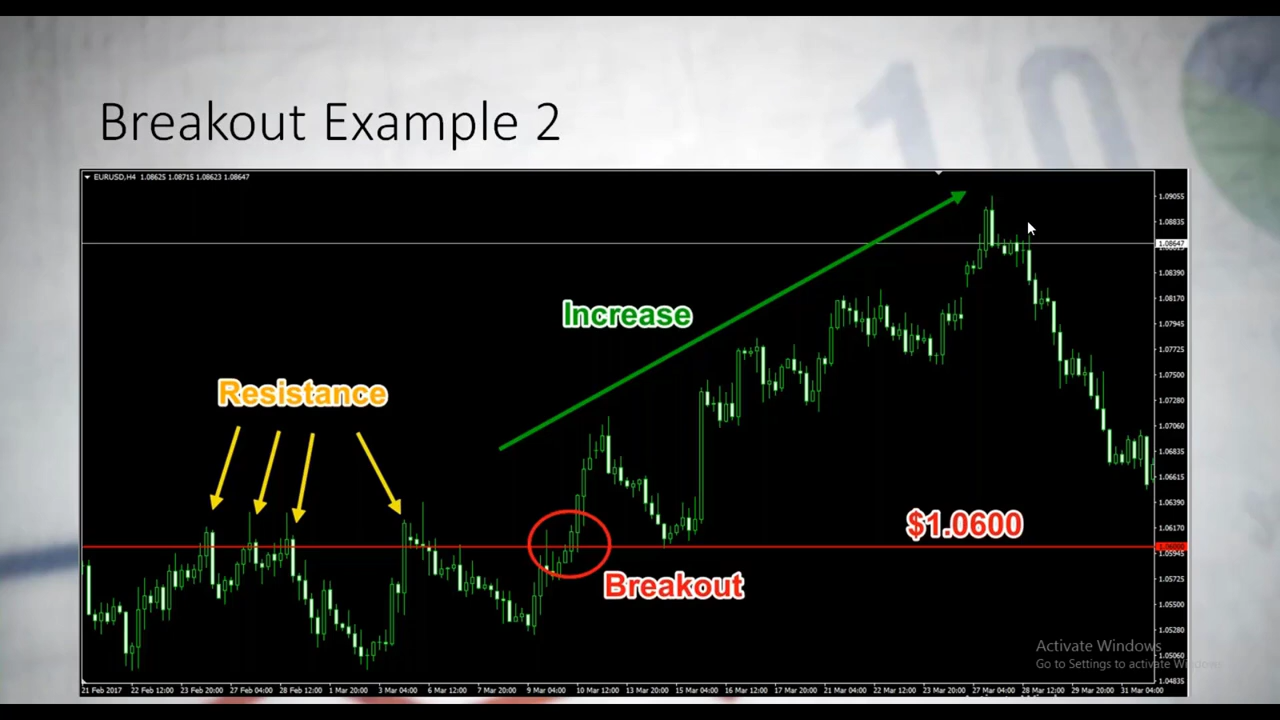 10
Breakout Example 2
EURUSD,H4 1.08625 1.08715 1.08623 1.08647
1.09055
1.08835
1.08647
1.08390
1.08170
Increase
1.07945
1.07725
1.07500
Resistance
1.07280
1.07060
1.06835
1.06615
1.06390
$1.0600
1.06170
1.05945
Breakout
1.05725
1.05500
1.05280
Activate Windows
1.05060
Go to Settings to activate Windows
1.04835
21 Feb 2017 22 Feb 12:00 23 Feb 20:00 27 Feb 04:00 28 Feb 12:00 1 Mar 20:00 3 Mar 04:00 6 Mar 12:00 7 Mar 20:00 9 Mar 04:00 10 Mar 12:00 13 Mar 20:00 15 Mar 04:00 16 Mar 12:00 17 Mar 20:00 21 Mar 04:00 22 Mar 12:00 23 Mar 20:00 27 Mar 04:00 28 Mar 12:00 29 Mar 20:00 31 Mar 04:00